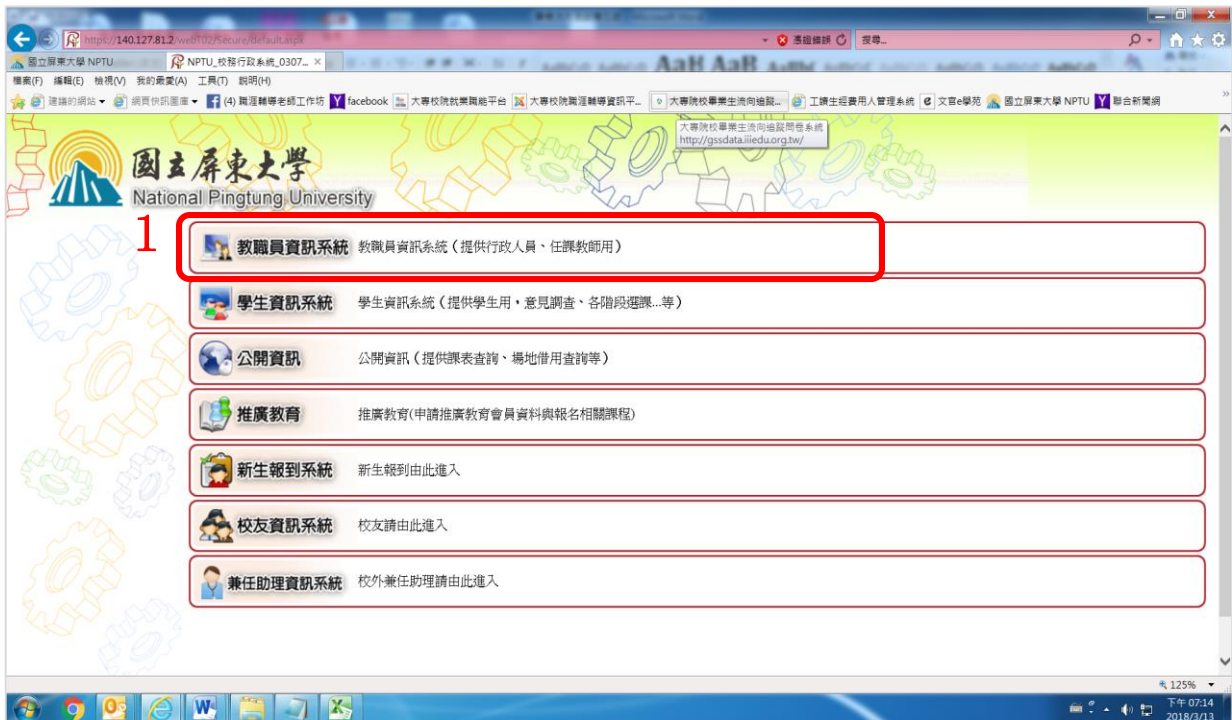 https://140.127.81.2/web102/Secure/default.aspx
憑證錯誤
搜尋...
國立屏東大學 NPTU
NPTU_校務行政系統_0307... ×
檔案(F) 編輯(E) 檢視(V) 我的最愛(A) 工具(T) 說明(H)
建議的網站 網頁快訊圖庫 (4) 職涯輔導老師工作坊 facebook 大專校院就業職能平台 大專校院職涯輔導資訊平... 大專院校畢業生流向追蹤... 工讀生經費用人管理系統 文官e學苑 國立屏東大學 NPTU 聯合新聞網
大專院校畢業生流向追蹤問卷系統
http://gssdata.iiiedu.org.tw/
國立屏東大學
National Pingtung University
1
教職員資訊系統 教職員資訊系統（提供行政人員、任課教師用）
學生資訊系統 學生資訊系統（提供學生用，意見調查、各階段選課...等）
公開資訊 公開資訊（提供課表查詢、場地借用查詢等）
推廣教育 推廣教育(申請推廣教育會員資料與報名相關課程)
新生報到系統 新生報到由此進入
校友資訊系統 校友請由此進入
兼任助理資訊系統 校外兼任助理請由此進入
125%
下午 07:14
2018/3/13